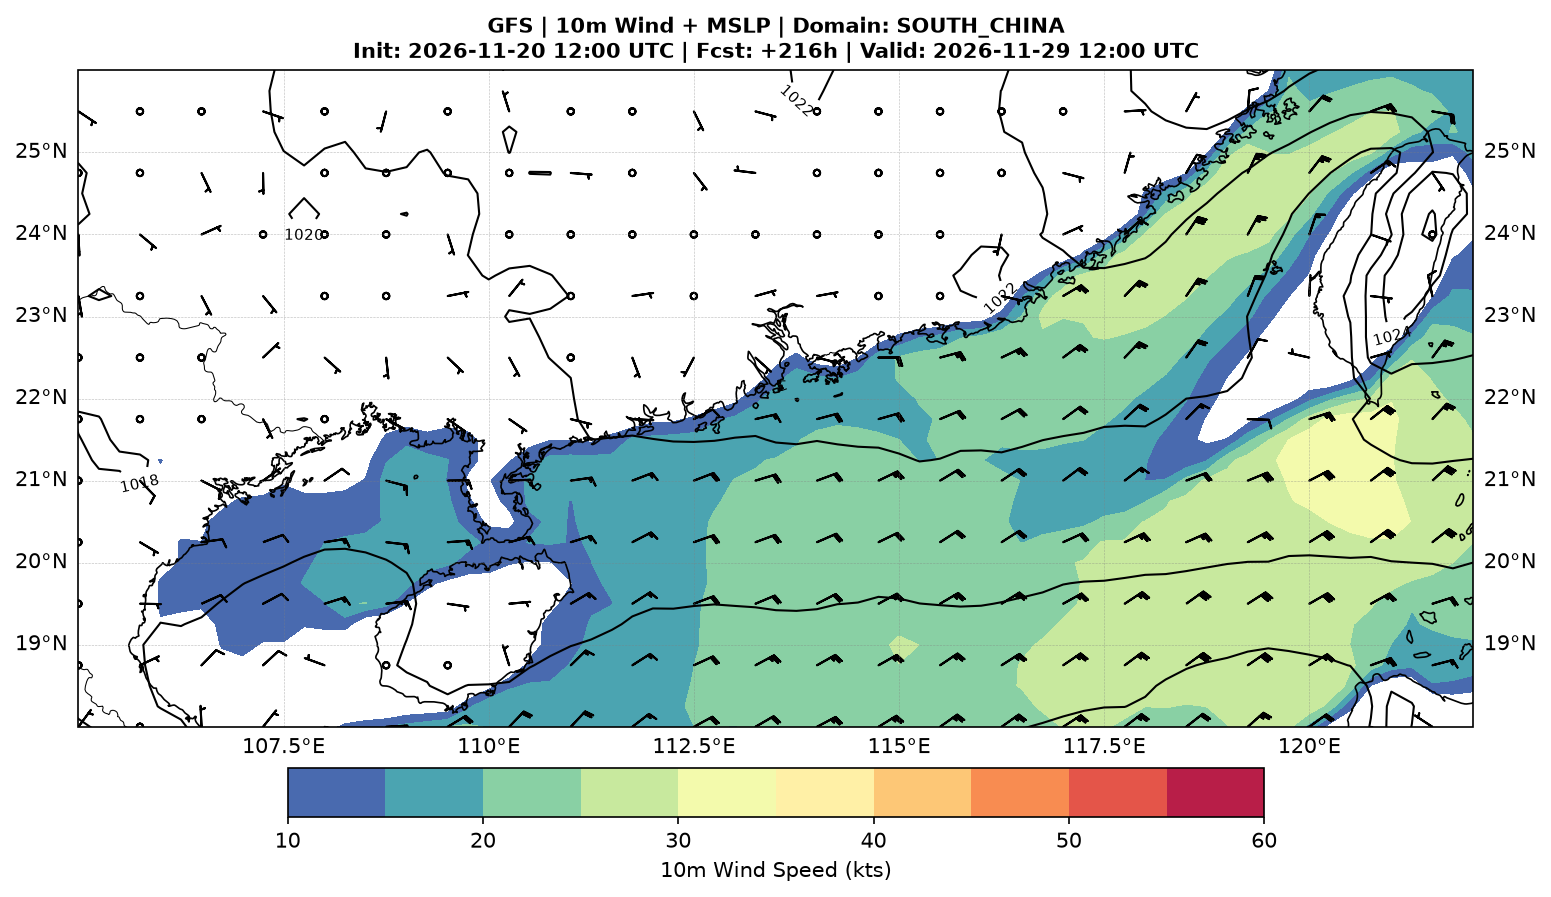 GFS | 10m Wind + MSLP | Domain: SOUTH_CHINA
Init: 2026-11-20 12:00 UTC | Fcst: +216h | Valid: 2026-11-29 12:00 UTC
1022
25°N 25°N
24°N 1020 24°N
1022
23°N 23°N
1024
22°N 22°N
21°N 1018 21°N
20°N 20°N
19°N 19°N
107.5°E 110°E 112.5°E 115°E 117.5°E 120°E
10 20 30 40 50 60
10m Wind Speed (kts)